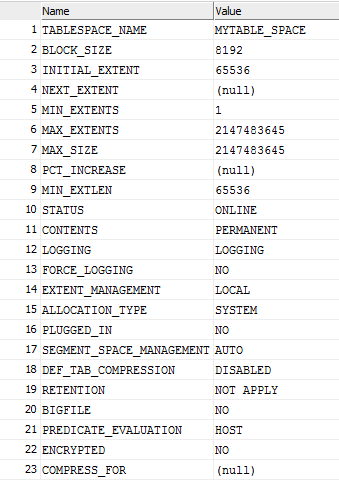 Name Value
1 TABLESPACE_NAME MYTABLE_SPACE
2 BLOCK_SIZE 8192
3 INITIAL_EXTENT 65536
4 NEXT_EXTENT (null)
5 MIN_EXTENTS 1
6 MAX_EXTENTS 2147483645
7 MAX_SIZE 2147483645
8 PCT_INCREASE (null)
9 MIN_EXTLEN 65536
10 STATUS ONLINE
11 CONTENTS PERMANENT
12 LOGGING LOGGING
13 FORCE_LOGGING NO
14 EXTENT_MANAGEMENT LOCAL
15 ALLOCATION_TYPE SYSTEM
16 PLUGGED_IN NO
17 SEGMENT_SPACE_MANAGEMENT AUTO
18 DEF_TAB_COMPRESSION DISABLED
19 RETENTION NOT APPLY
20 BIGFILE NO
21 PREDICATE_EVALUATION HOST
22 ENCRYPTED NO
23 COMPRESS_FOR (null)